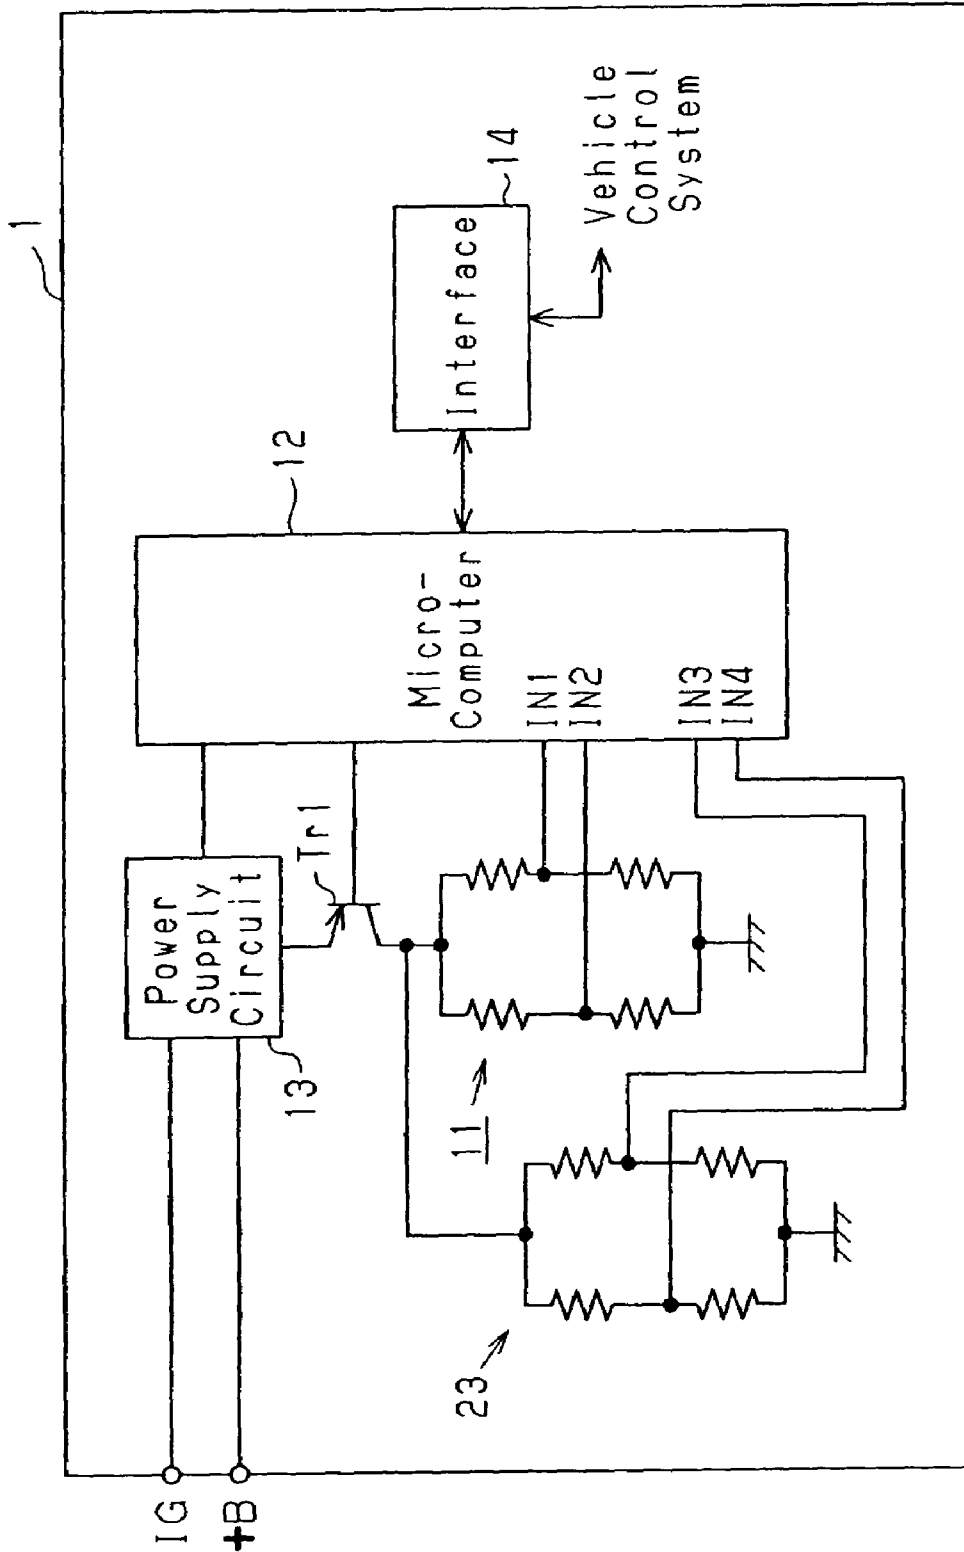 1
IG
+B
Power
Supply
Circuit
13
Tr1
12
Micro-
Computer
IN1
IN2
IN3
IN4
Interface
14
Vehicle
Control
System
11
23